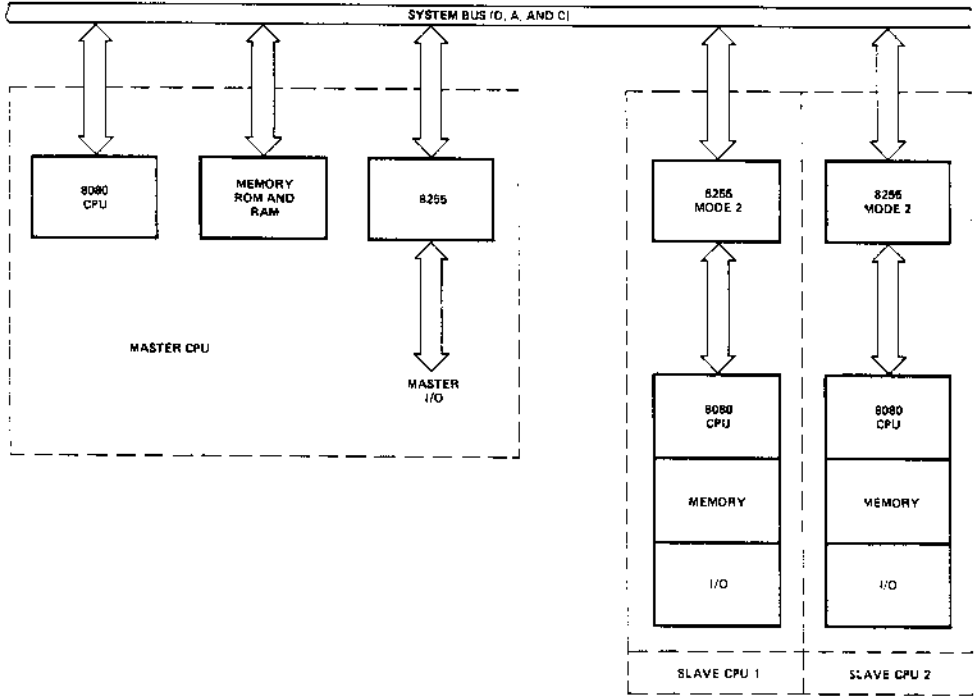 SYSTEM BUS (D, A, AND C)
8080
CPU
MEMORY
ROM AND
RAM
8255
MASTER CPU
MASTER
I/O
8255
MODE 2
8080
CPU
MEMORY
I/O
SLAVE CPU 1
8255
MODE 2
8080
CPU
MEMORY
I/O
SLAVE CPU 2